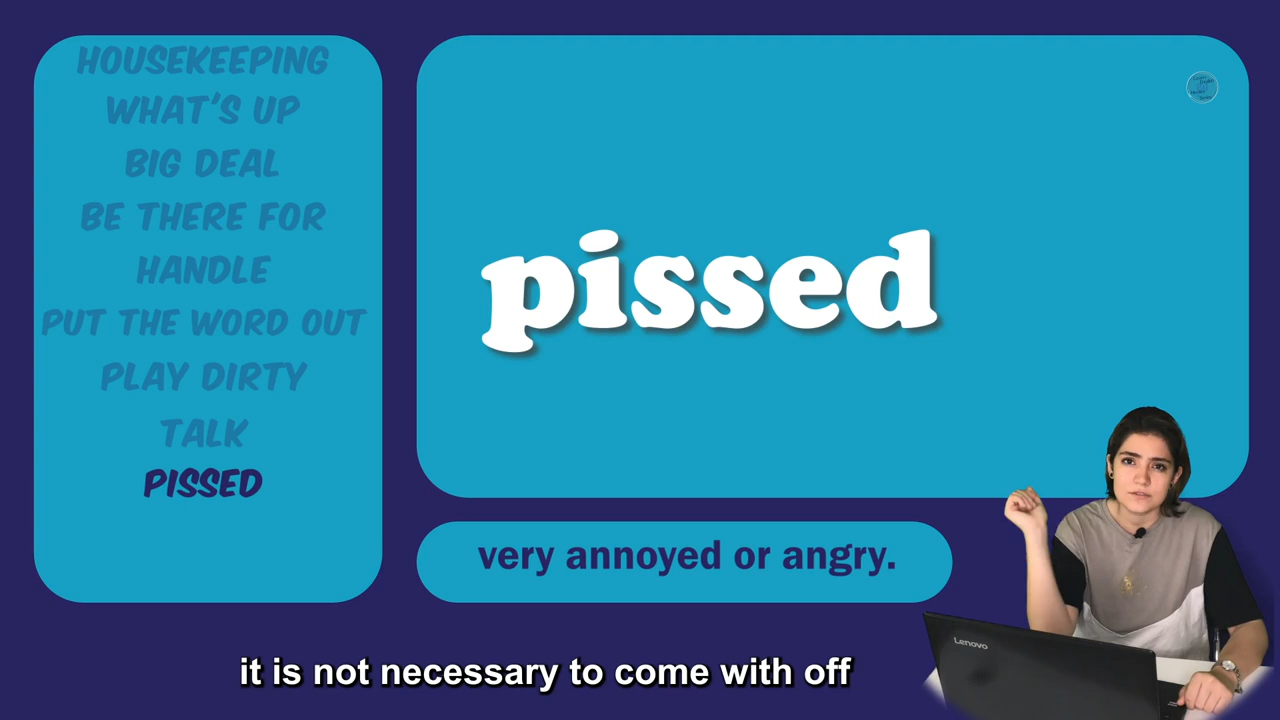 HOUSEKEEPING
WHAT'S UP
BIG DEAL
BE THERE FOR
HANDLE
PUT THE WORD OUT
PLAY DIRTY
TALK
PISSED
pissed
very annoyed or angry.
Lenovo
it is not necessary to come with off